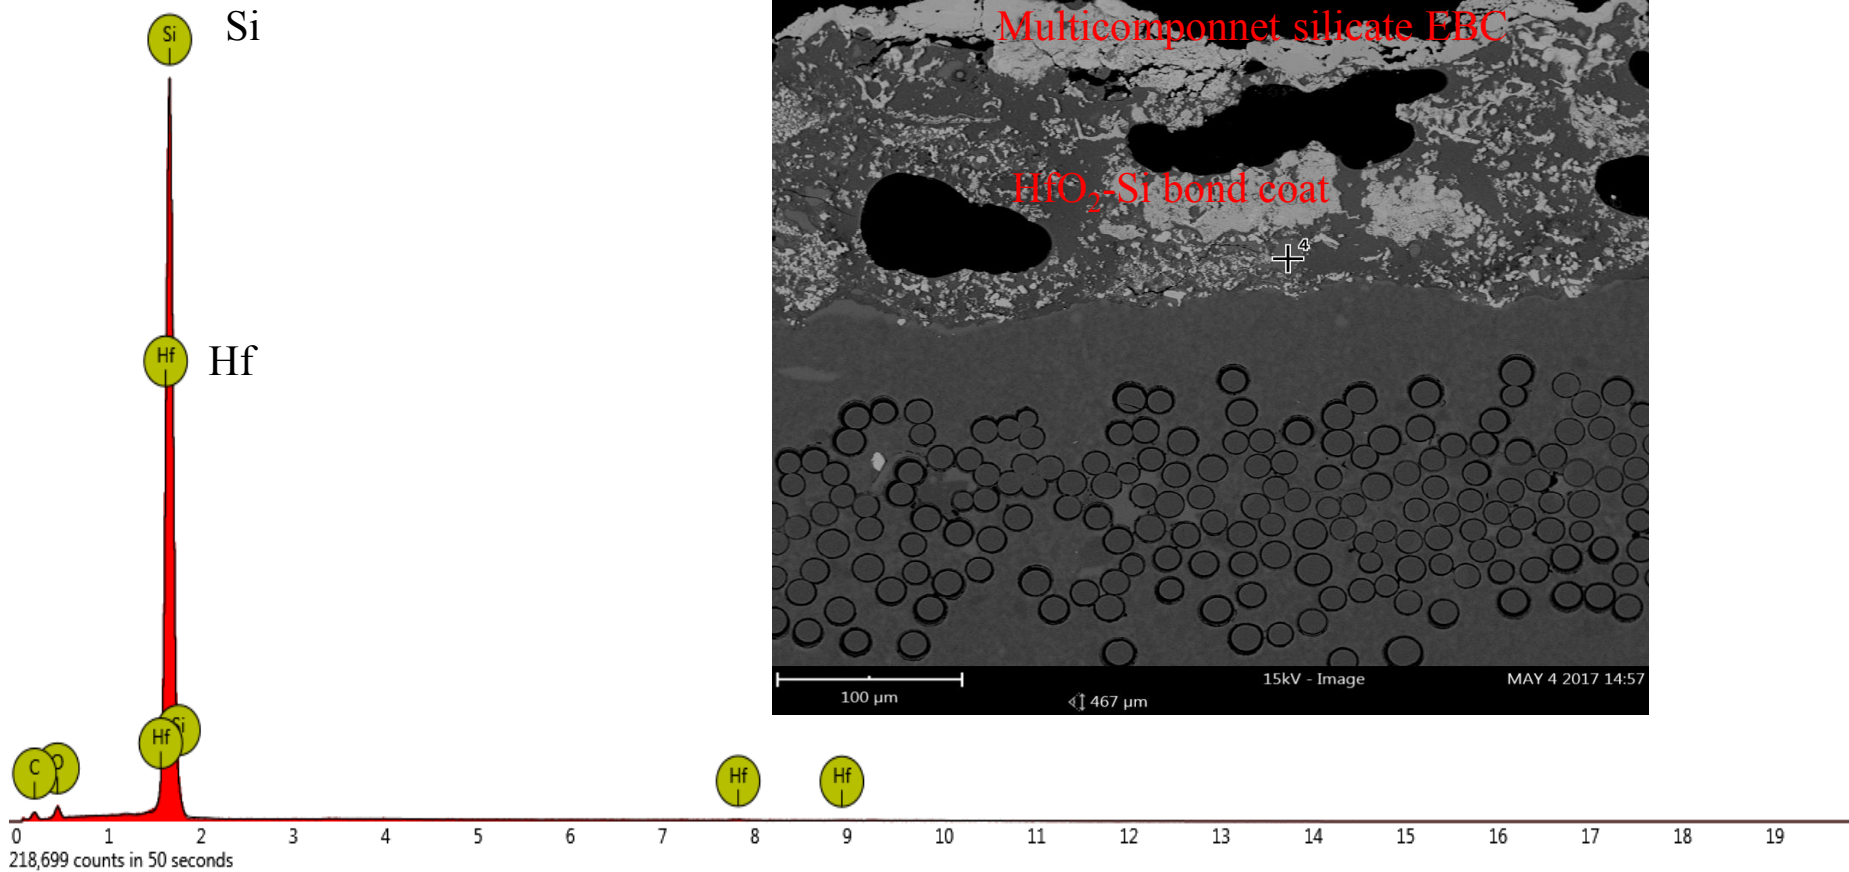 Si Si
Multicomponnet silicate EBC
HfO₂-Si bond coat
4
Hf Hf
Si
Hf
C O
Hf Hf
100 µm
467 µm
15kV - Image
MAY 4 2017 14:57
0 1 2 3 4 5 6 7 8 9 10 11 12 13 14 15 16 17 18 19
218,699 counts in 50 seconds